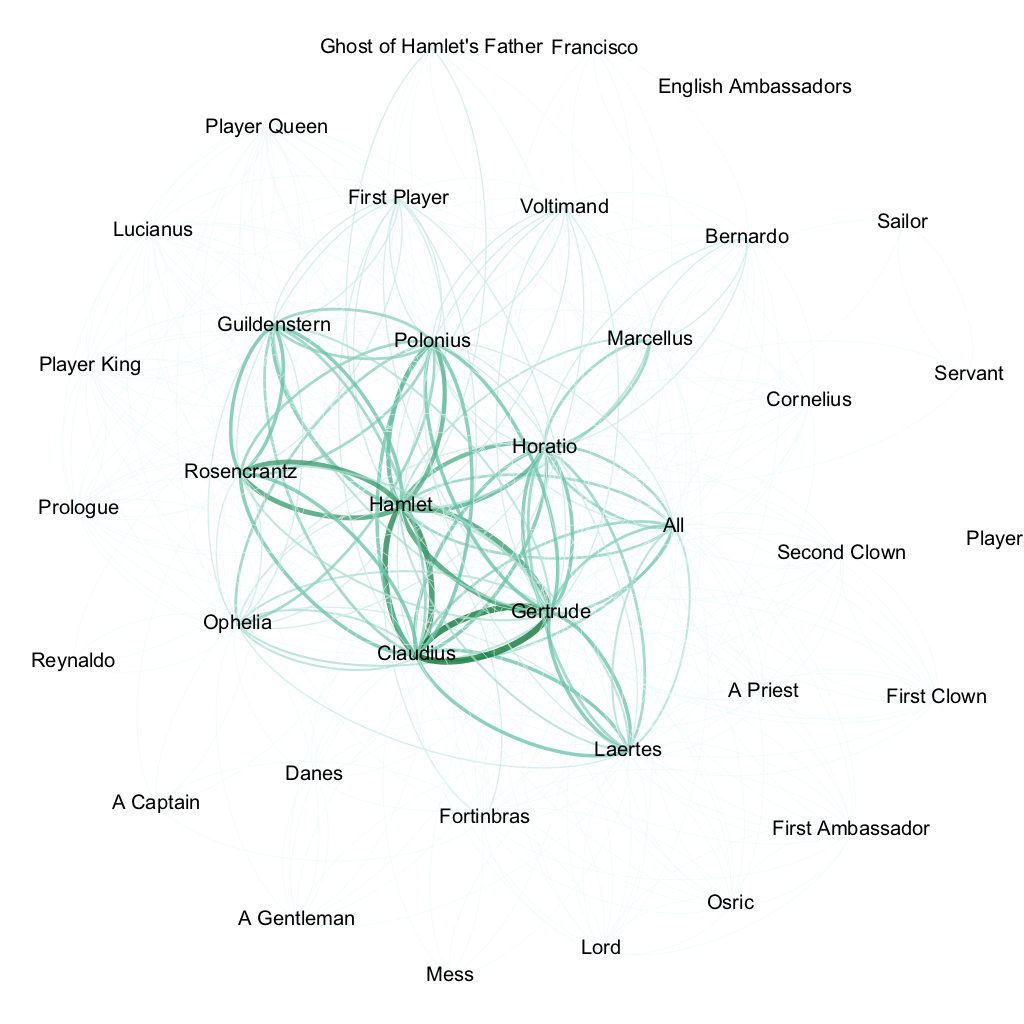 Ghost of Hamlet's Father
Francisco
English Ambassadors
Player Queen
First Player
Voltimand
Sailor
Lucianus
Bernardo
Guildenstern
Polonius
Marcellus
Player King
Servant
Cornelius
Horatio
Rosencrantz
Hamlet
Prologue
All
Player
Second Clown
Gertrude
Ophelia
Claudius
Reynaldo
A Priest
First Clown
Laertes
Danes
A Captain
Fortinbras
First Ambassador
Osric
A Gentleman
Lord
Mess